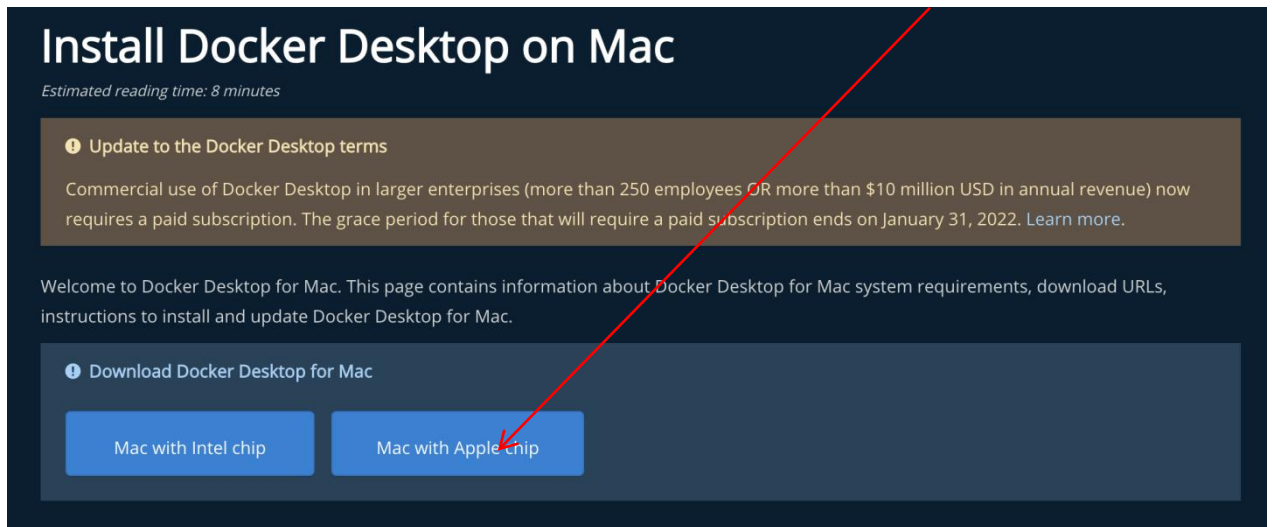 Install Docker Desktop on Mac
Estimated reading time: 8 minutes
Update to the Docker Desktop terms
Commercial use of Docker Desktop in larger enterprises (more than 250 employees OR more than $10 million USD in annual revenue) now
requires a paid subscription. The grace period for those that will require a paid subscription ends on January 31, 2022. Learn more.
Welcome to Docker Desktop for Mac. This page contains information about Docker Desktop for Mac system requirements, download URLs,
instructions to install and update Docker Desktop for Mac.
Download Docker Desktop for Mac
Mac with Intel chip
Mac with Apple chip